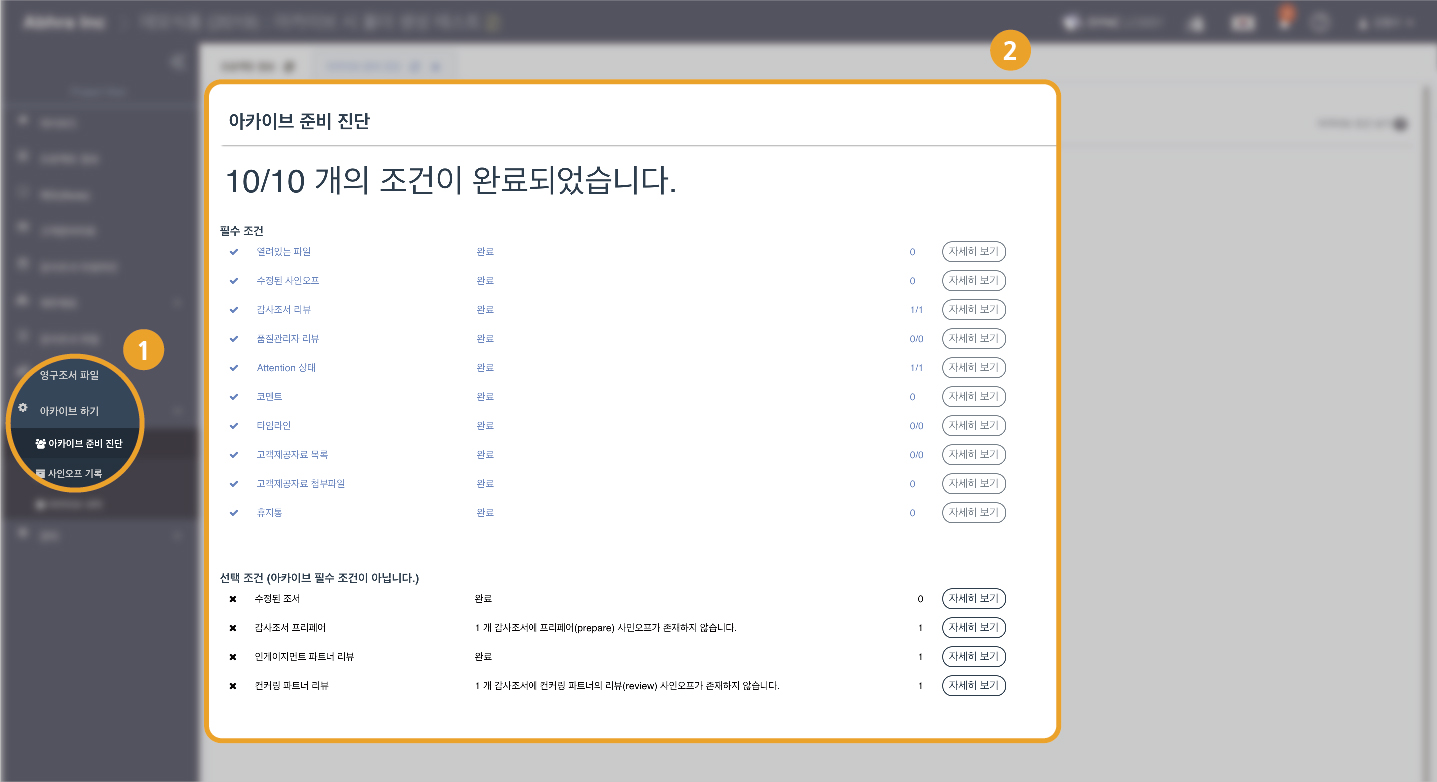 Abhra Inc
2
1
영구조서 파일
아카이브 하기
아카이브 준비 진단
사인오프 기록
아카이브 준비 진단
10/10 개의 조건이 완료되었습니다.
필수 조건
열려있는 파일 완료 0 자세히 보기
수정된 사인오프 완료 0 자세히 보기
감사조서 리뷰 완료 1/1 자세히 보기
품질관리자 리뷰 완료 0/0 자세히 보기
Attention 상태 완료 1/1 자세히 보기
코멘트 완료 0 자세히 보기
타임라인 완료 0/0 자세히 보기
고객제공자료 목록 완료 0/0 자세히 보기
고객제공자료 첨부파일 완료 0 자세히 보기
휴지통 완료 0 자세히 보기
선택 조건 (아카이브 필수 조건이 아닙니다.)
수정된 조서 완료 0 자세히 보기
감사조서 프리페어 1 개 감사조서에 프리페어(prepare) 사인오프가 존재하지 않습니다. 1 자세히 보기
인게이지먼트 파트너 리뷰 완료 1 자세히 보기
컨커링 파트너 리뷰 1 개 감사조서에 컨커링 파트너의 리뷰(review) 사인오프가 존재하지 않습니다. 1 자세히 보기